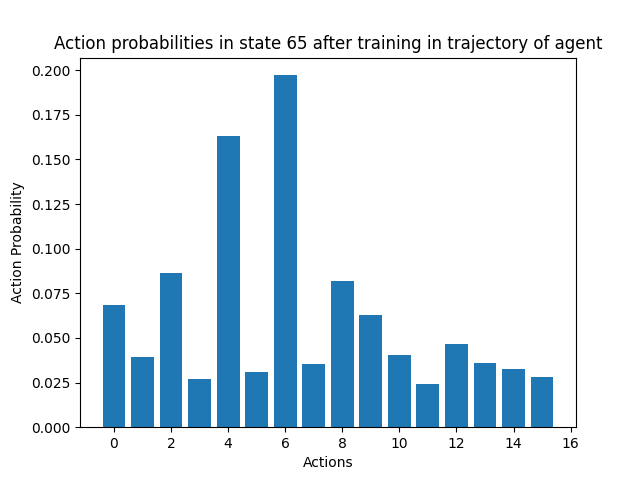 Action probabilities in state 65 after training in trajectory of agent
0.200
0.175
0.150
0.125
0.100
0.075
0.050
0.025
0.000
Action Probability
0 2 4 6 8 10 12 14 16
Actions